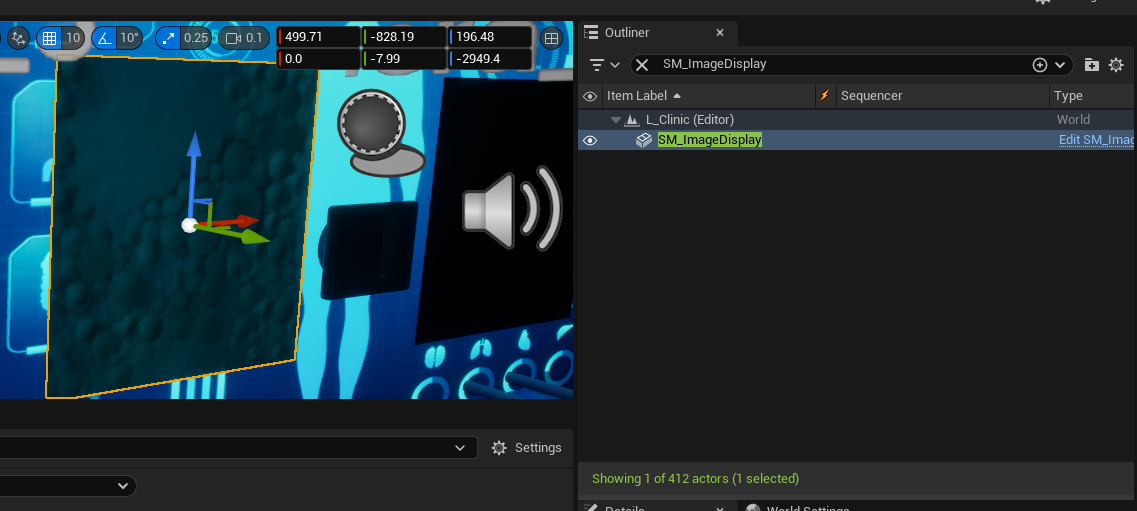 10 10° 0.25 0.1 499.71 -828.19 196.48
0.0 -7.99 -2949.4
Outliner
SM_ImageDisplay
Item Label Sequencer Type
L_Clinic (Editor) World
SM_ImageDisplay Edit SM_Imag
Settings
Showing 1 of 412 actors (1 selected)
Details World Settings